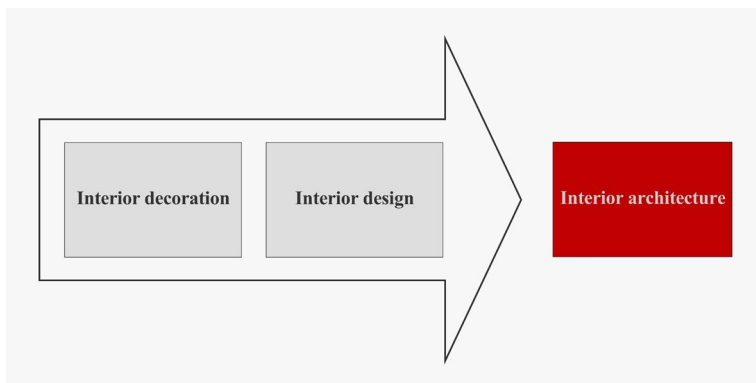 Interior decoration
Interior design
Interior architecture